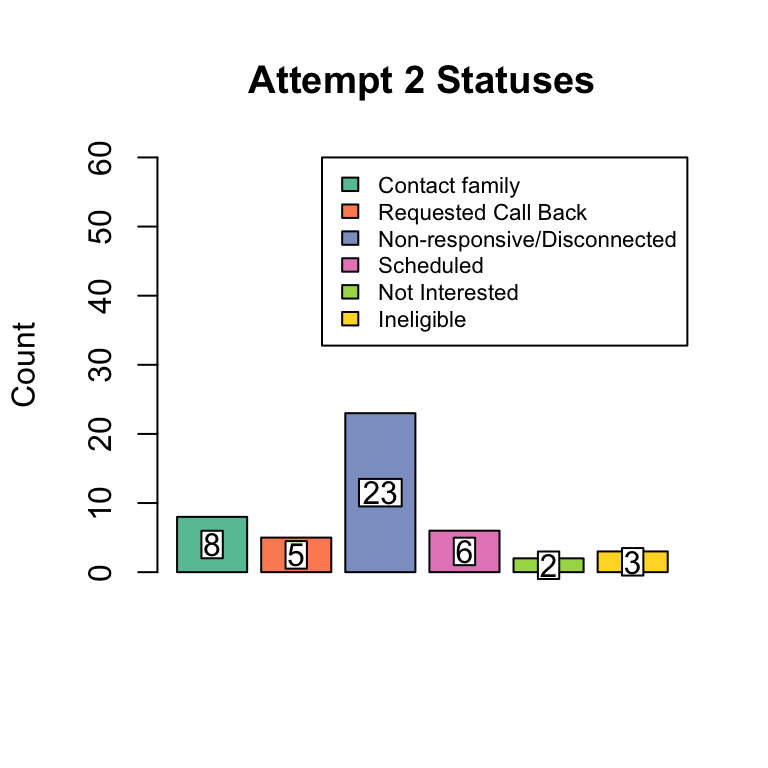 Attempt 2 Statuses
Count
60
50
40
30
20
10
0
Contact family
Requested Call Back
Non-responsive/Disconnected
Scheduled
Not Interested
Ineligible
8
5
23
6
2
3